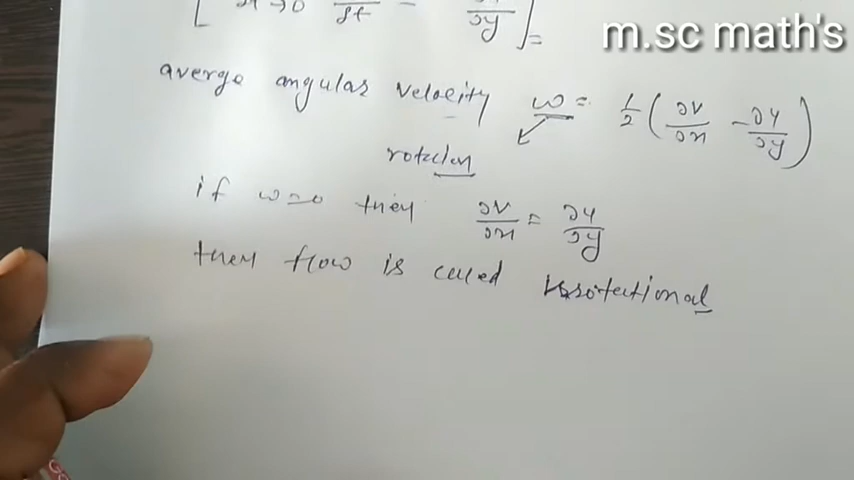 m.sc math's
averge angular velocity ω = 1/2 (∂v/∂x - ∂u/∂y)
rotation
if ω=0 then ∂v/∂x = ∂u/∂y
then flow is called irrotational